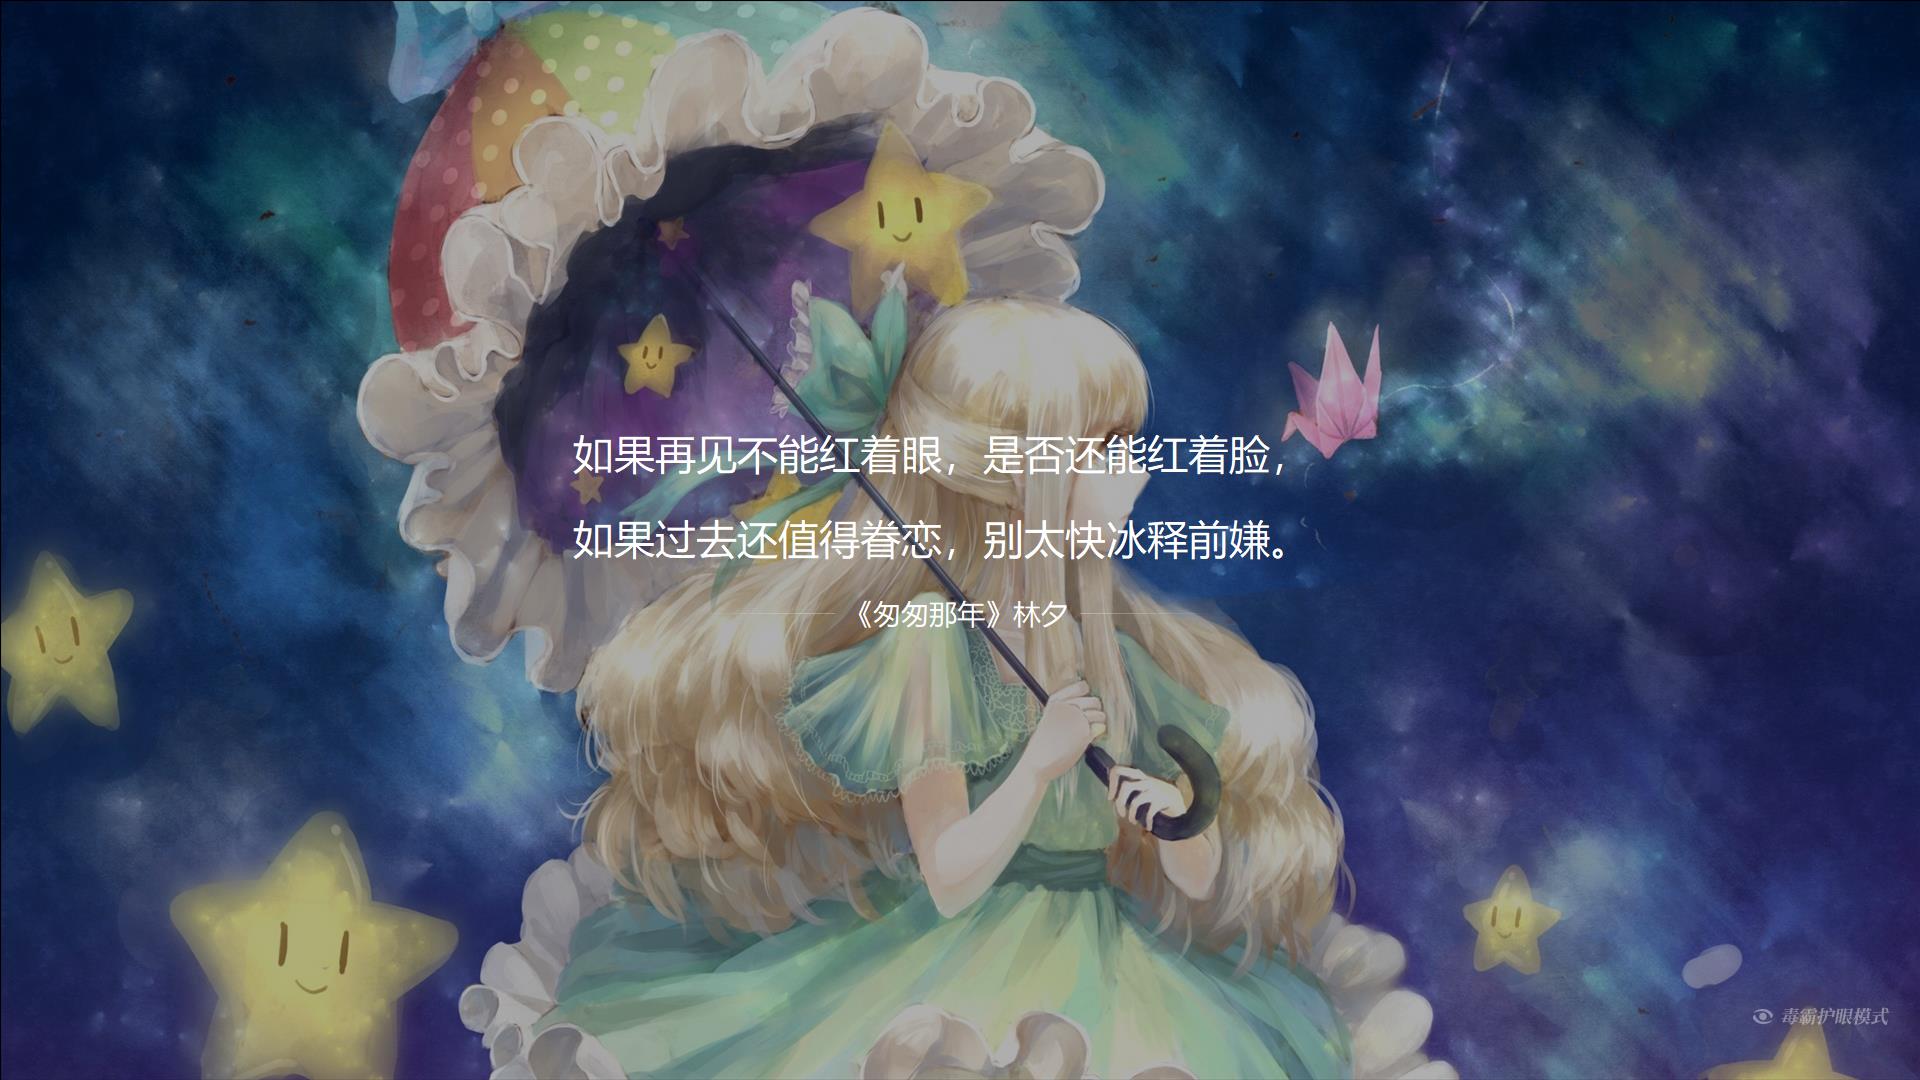 如果再见不能红着眼，是否还能红着脸，
如果过去还值得眷恋，别太快冰释前嫌。
《匆匆那年》林夕
毒霸护眼模式